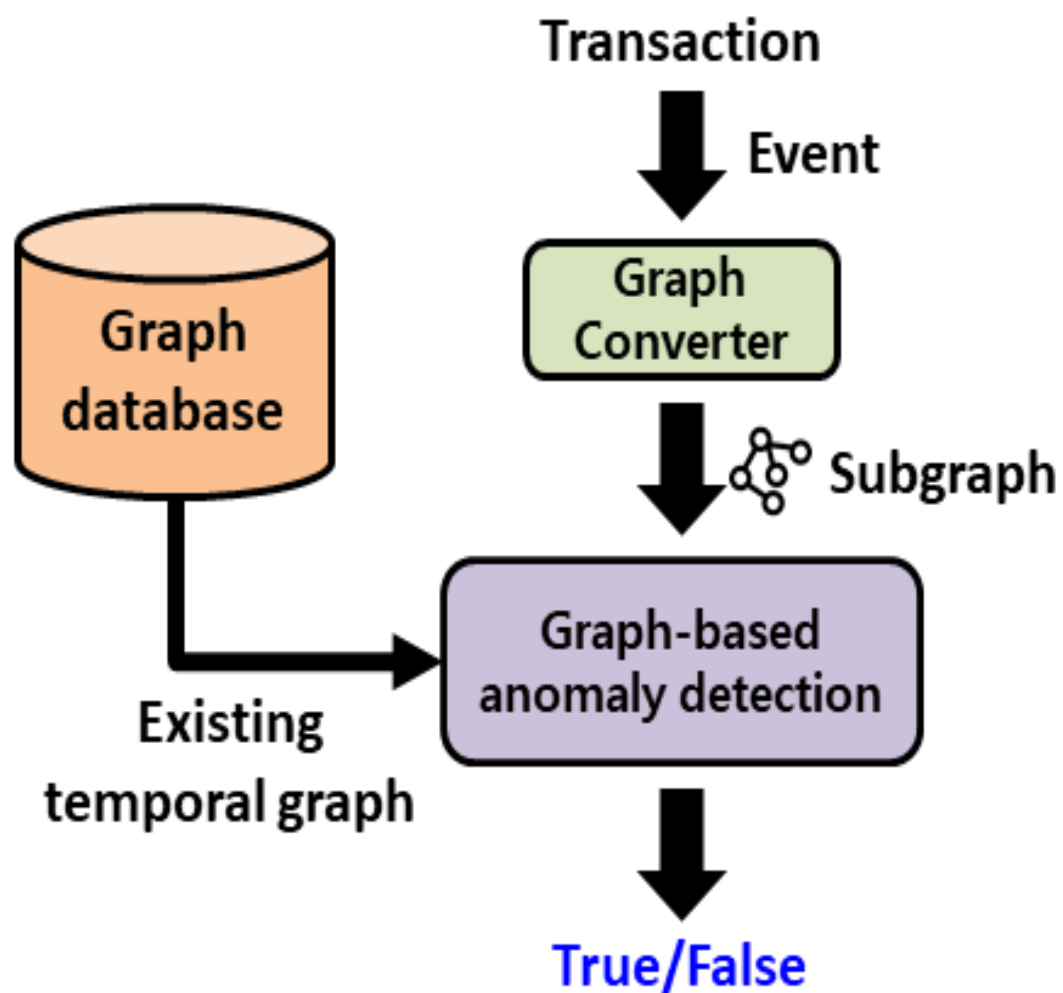 Transaction
Event
Graph
Converter
Graph
database
Subgraph
Graph-based
anomaly detection
Existing
temporal graph
True/False